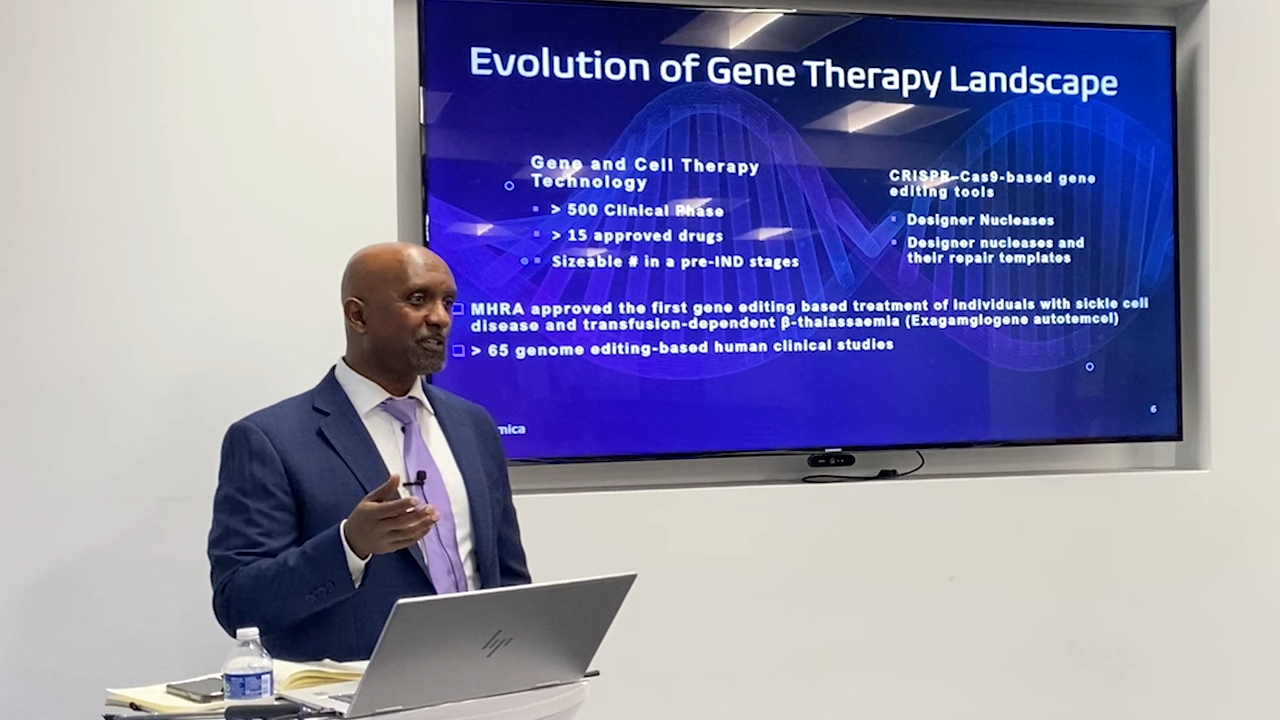 Evolution of Gene Therapy Landscape
Gene and Cell Therapy
Technology
> 500 Clinical Phase
> 15 approved drugs
Sizeable # in a pre-IND stages
CRISPR-Cas9-based gene
editing tools
Designer Nucleases
Designer nucleases and
their repair templates
MHRA approved the first gene editing based treatment of individuals with sickle cell
disease and transfusion-dependent β-thalassaemia (Exagamglogene autotemcel)
> 65 genome editing-based human clinical studies
6
hp